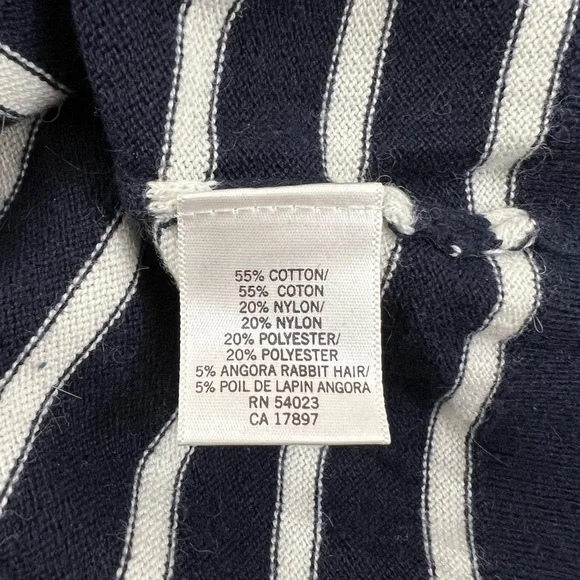 55% COTTON/
55% COTON
20% NYLON/
20% NYLON
20% POLYESTER/
20% POLYESTER
5% ANGORA RABBIT HAIR/
5% POIL DE LAPIN ANGORA
RN 54023
CA 17897